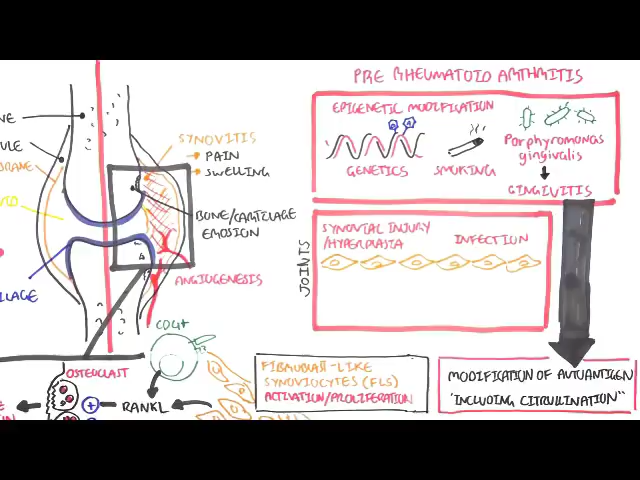 PRE RHEUMATOID ARTHRITIS
EPIGENETIC MODIFICATION
GENETICS
SMOKING
Porphyromonas
gingivalis
GINGIVITIS
SYNOVITIS
PAIN
SWELLING
BONE/CARTILAGE
EROSION
ANGIOGENESIS
JOINTS
SYNOVIAL INJURY
/HYPERPLASIA
INFECTION
CD4+
OSTEOCLAST
+
RANKL
FIBROBLAST-LIKE
SYNOVIOCYTES (FLS)
ACTIVATION/PROLIFERATION
MODIFICATION OF AUTOANTIGEN
"INCLUDING CITRULLINATION"